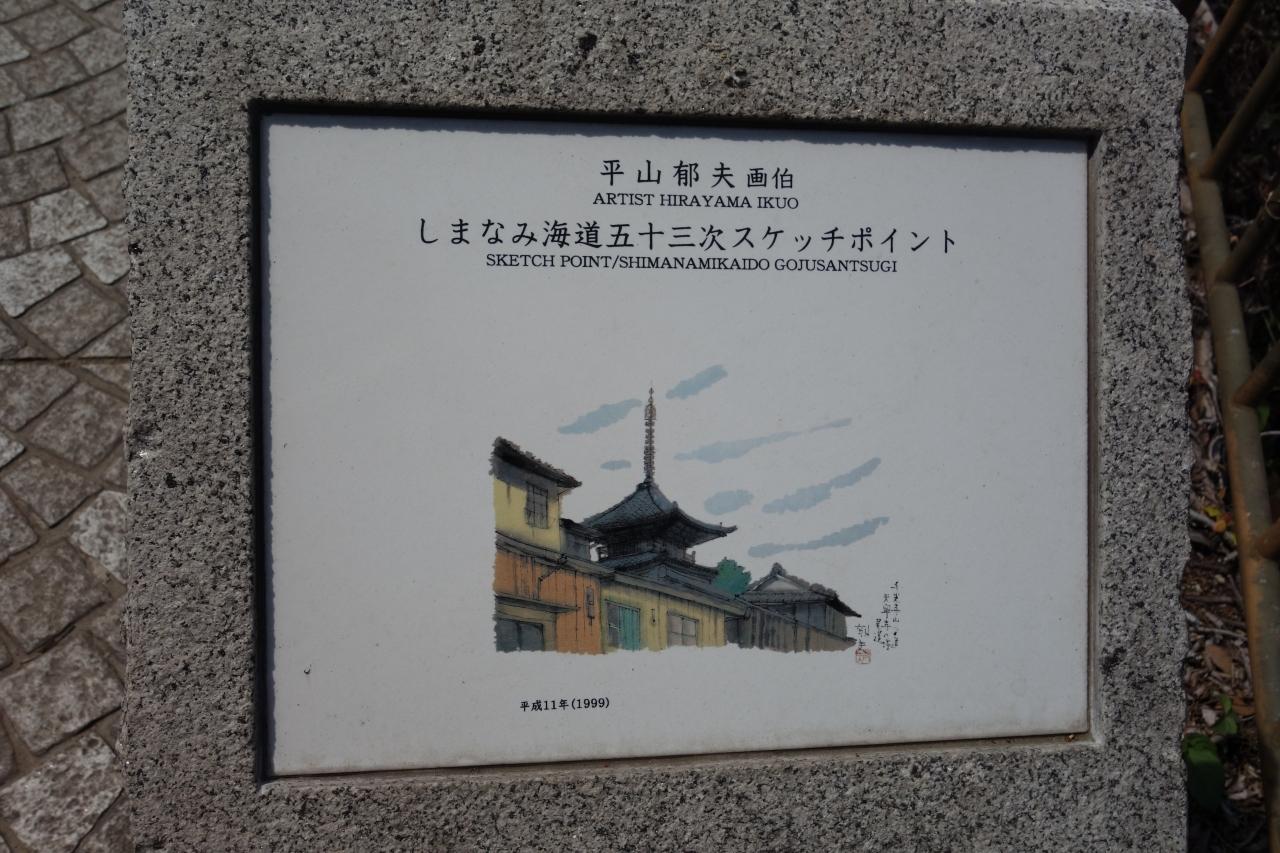 平山郁夫画伯
ARTIST HIRAYAMA IKUO
しまなみ海道五十三次スケッチポイント
SKETCH POINT/SHIMANAMIKAIDO GOJUSANTSUGI
平成11年(1999)